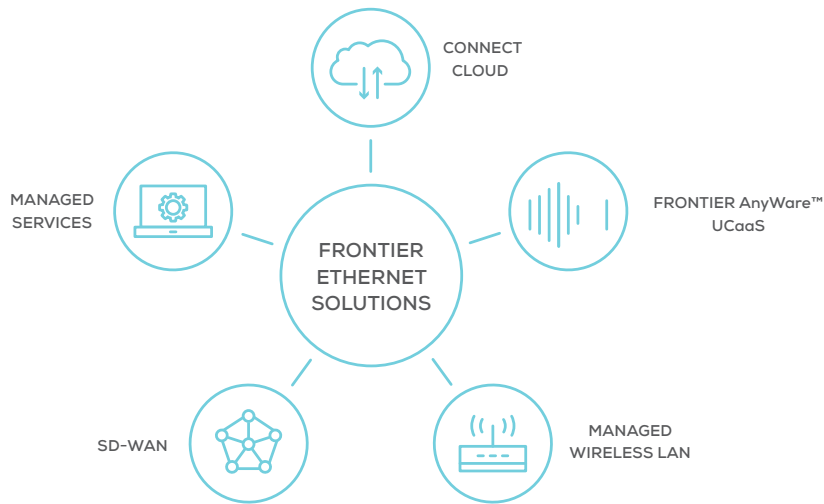 CONNECT
CLOUD
MANAGED
SERVICES
FRONTIER AnyWare™
UCaaS
FRONTIER
ETHERNET
SOLUTIONS
SD-WAN
MANAGED
WIRELESS LAN